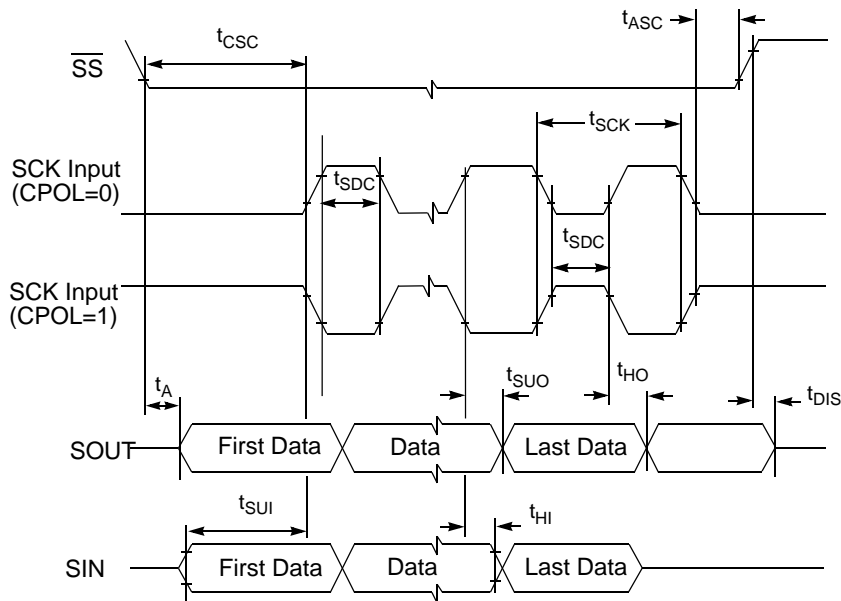 tCSC
tASC
SS
tSCK
SCK Input
(CPOL=0)
tSDC
tSDC
SCK Input
(CPOL=1)
tA
tSUO
tHO
tDIS
SOUT
First Data
Data
Last Data
tSUI
tHI
SIN
First Data
Data
Last Data